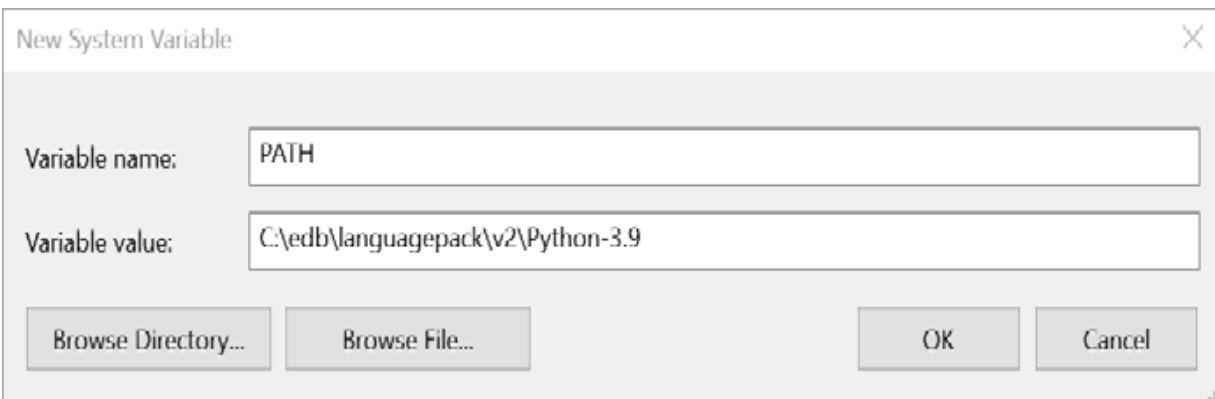 New System Variable
Variable name: PATH
Variable value: C:\edb\languagepack\v2\Python-3.9
Browse Directory... Browse File... OK Cancel